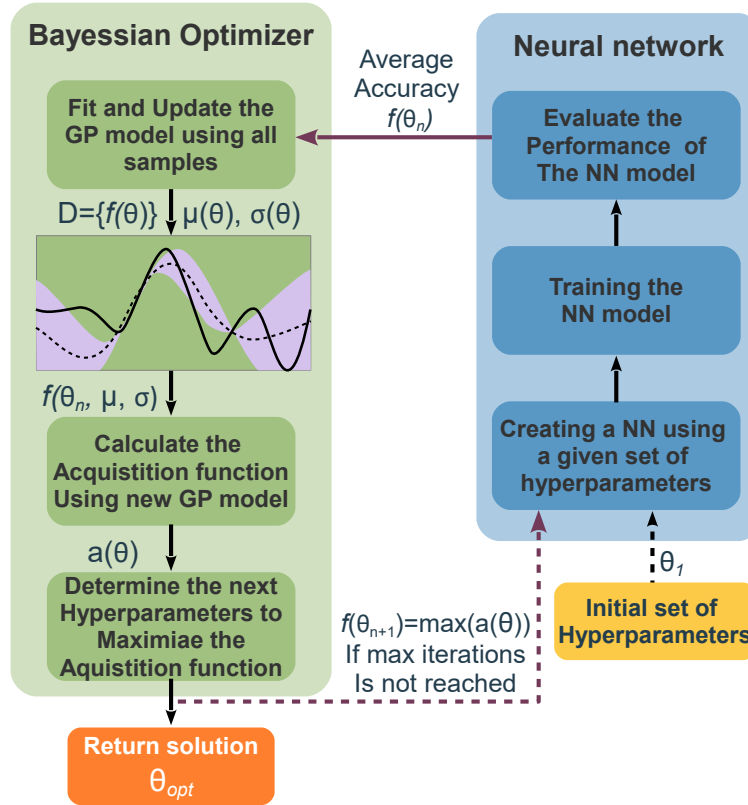 Bayessian Optimizer
Fit and Update the
GP model using all
samples
D={f(θ)} μ(θ), σ(θ)
f(θn, μ, σ)
Calculate the
Acquistition function
Using new GP model
a(θ)
Determine the next
Hyperparameters to
Maximiae the
Aquistition function
Return solution
θopt
Average
Accuracy
f(θn)
f(θn+1)=max(a(θ))
If max iterations
Is not reached
Neural network
Evaluate the
Performance of
The NN model
Training the
NN model
Creating a NN using
a given set of
hyperparameters
θ1
Initial set of
Hyperparameters